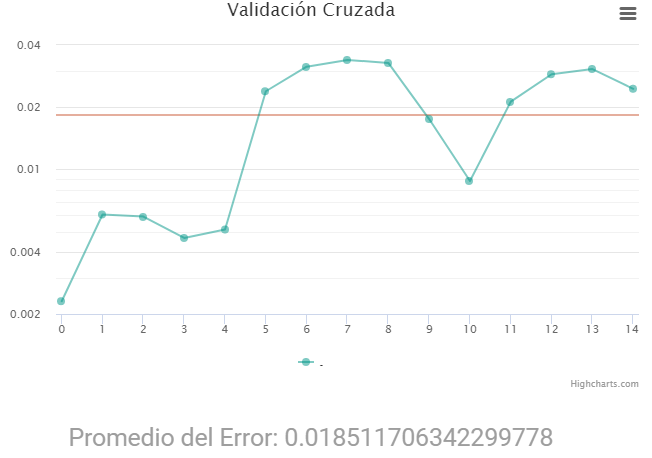 Validación Cruzada
0.04
0.02
0.01
0.004
0.002
0 1 2 3 4 5 6 7 8 9 10 11 12 13 14
-
Highcharts.com
Promedio del Error: 0.018511706342299778